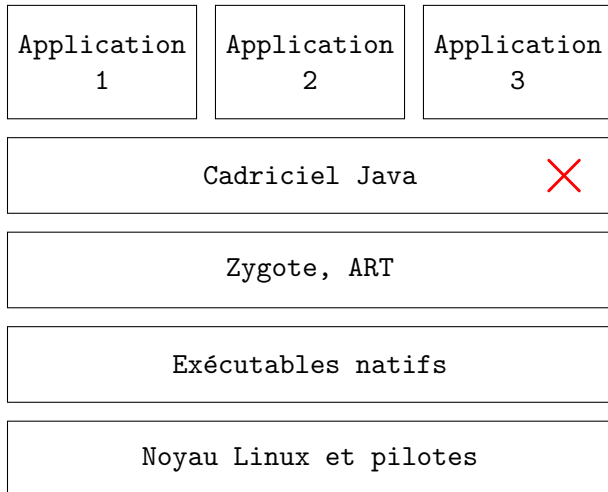 Application Application Application
1 2 3
Cadriciel Java
Zygote, ART
Exécutables natifs
Noyau Linux et pilotes